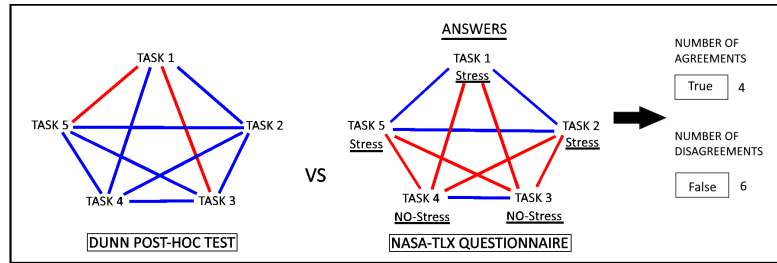 TASK 1
TASK 5
TASK 2
TASK 4
TASK 3
DUNN POST-HOC TEST
VS
ANSWERS
TASK 1
Stress
TASK 5
Stress
TASK 2
Stress
TASK 4
NO-Stress
TASK 3
NO-Stress
NASA-TLX QUESTIONNAIRE
NUMBER OF
AGREEMENTS
True 4
NUMBER OF
DISAGREEMENTS
False 6